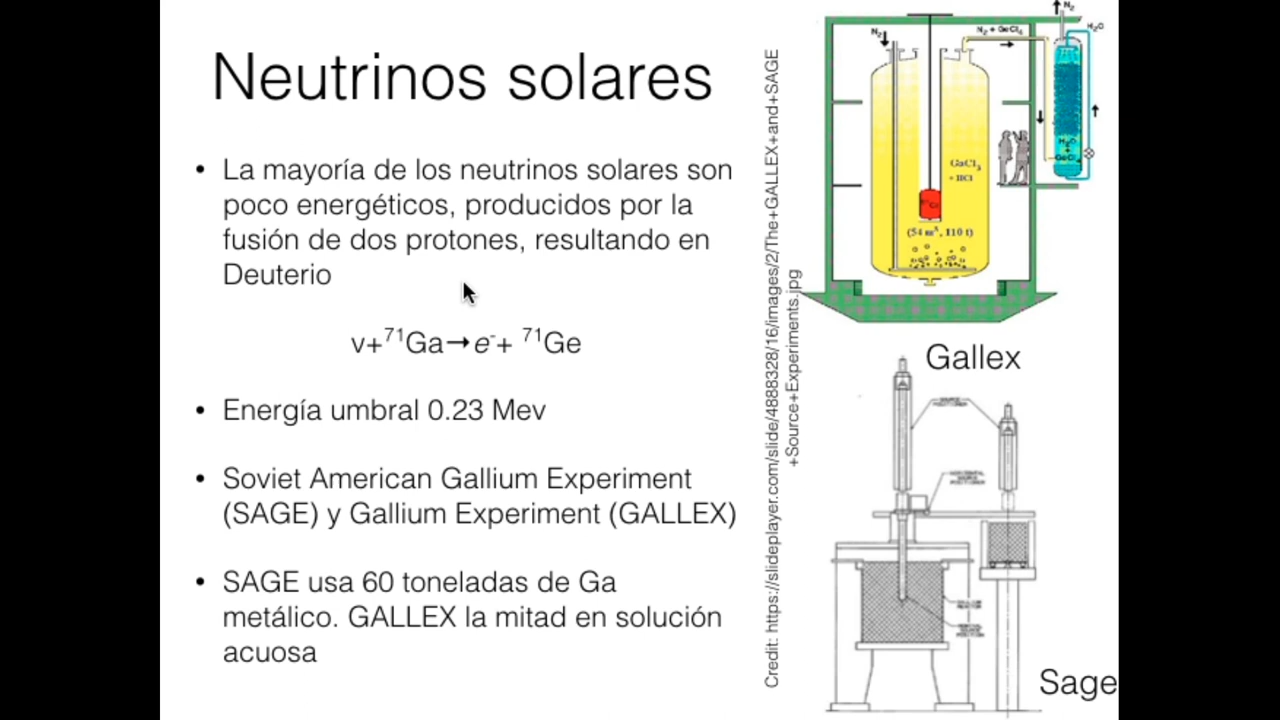 Neutrinos solares
• La mayoría de los neutrinos solares son
poco energéticos, producidos por la
fusión de dos protones, resultando en
Deuterio
ν+⁷¹Ga→e⁻+ ⁷¹Ge
• Energía umbral 0.23 Mev
• Soviet American Gallium Experiment
(SAGE) y Gallium Experiment (GALLEX)
• SAGE usa 60 toneladas de Ga
metálico. GALLEX la mitad en solución
acuosa
Credit: https://slideplayer.com/slide/4888328/16/images/2/The+GALLEX+and+SAGE
+Source+Experiments.jpg
N₂
N₂ + GeCl₄
N₂
H₂O
GaCl₃
+ HCl
(54 m³, 110 t)
H₂O
+
GeCl₄
Gallex
Sage